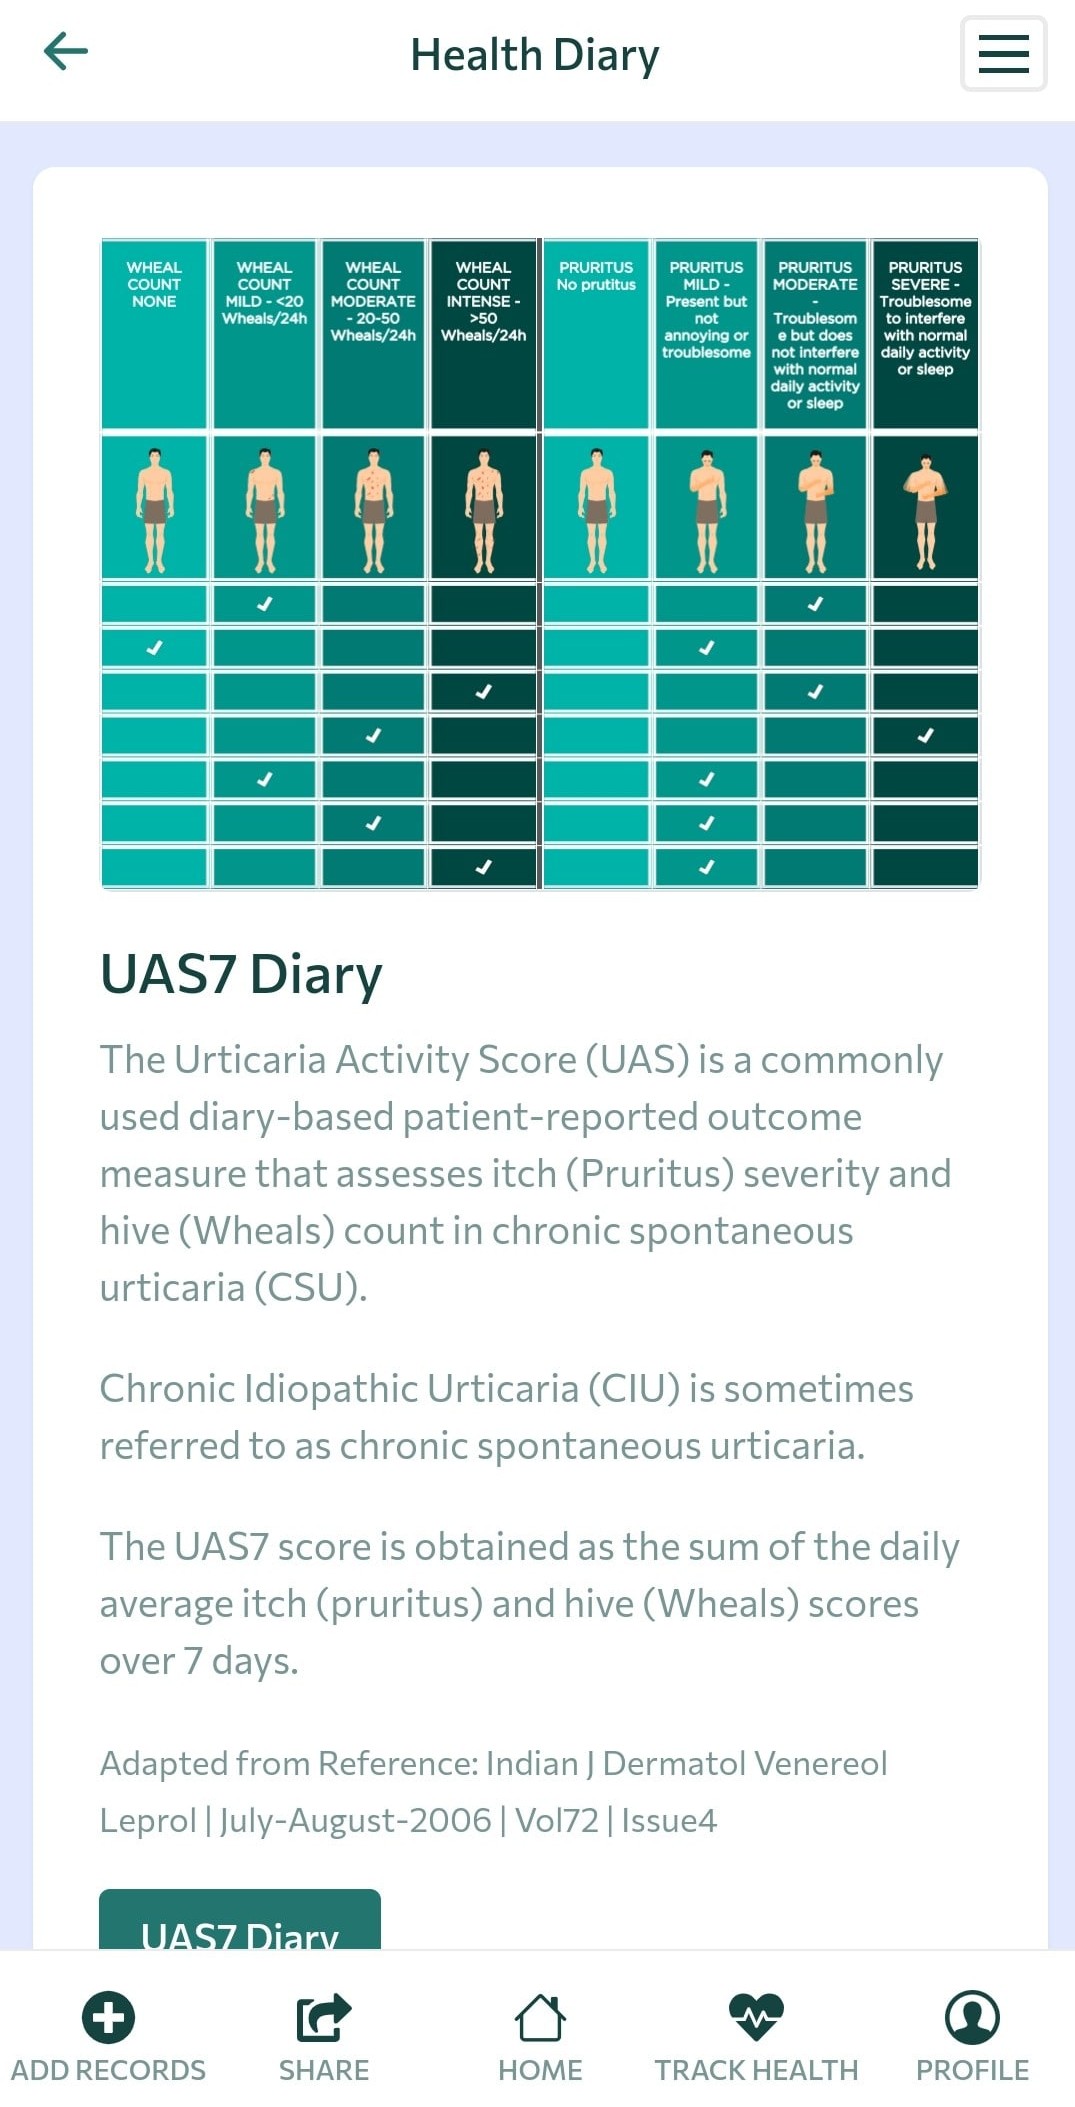 Health Diary
WHEAL
COUNT
NONE
WHEAL
COUNT
MILD - <20
Wheals/24h
WHEAL
COUNT
MODERATE
- 20-50
Wheals/24h
WHEAL
COUNT
INTENSE -
>50
Wheals/24h
PRURITUS
No prutitus
PRURITUS
MILD -
Present but
not
annoying or
troublesome
PRURITUS
MODERATE
-
Troublesom
e but does
not interfere
with normal
daily activity
or sleep
PRURITUS
SEVERE -
Troublesome
to interfere
with normal
daily activity
or sleep
UAS7 Diary
The Urticaria Activity Score (UAS) is a commonly
used diary-based patient-reported outcome
measure that assesses itch (Pruritus) severity and
hive (Wheals) count in chronic spontaneous
urticaria (CSU).
Chronic Idiopathic Urticaria (CIU) is sometimes
referred to as chronic spontaneous urticaria.
The UAS7 score is obtained as the sum of the daily
average itch (pruritus) and hive (Wheals) scores
over 7 days.
Adapted from Reference: Indian J Dermatol Venereol
Leprol | July-August-2006 | Vol72 | Issue4
UAS7 Diary
ADD RECORDS
SHARE
HOME
TRACK HEALTH
PROFILE